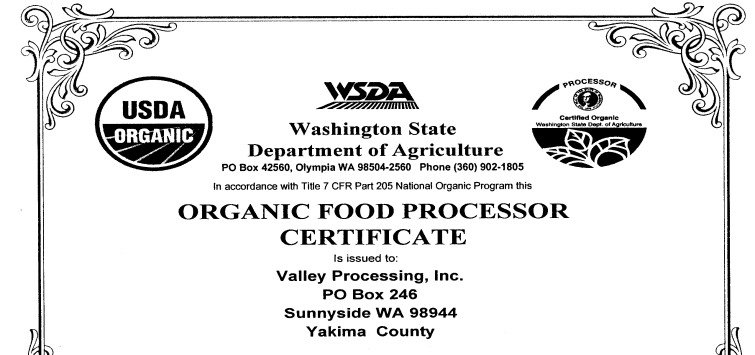 USDA
ORGANIC
WSDA
Washington State
Department of Agriculture
PO Box 42560, Olympia WA 98504-2560 Phone (360) 902-1805
PROCESSOR
Certified Organic
Washington State Dept. of Agriculture
In accordance with Title 7 CFR Part 205 National Organic Program this
ORGANIC FOOD PROCESSOR
CERTIFICATE
Is issued to:
Valley Processing, Inc.
PO Box 246
Sunnyside WA 98944
Yakima County